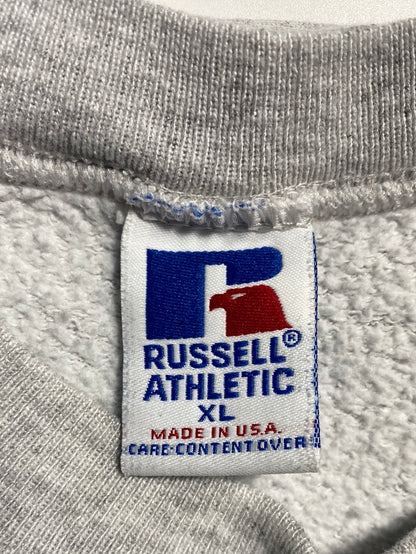 R
RUSSELL®
ATHLETIC
XL
MADE IN U.S.A.
CARE·CONTENT OVER